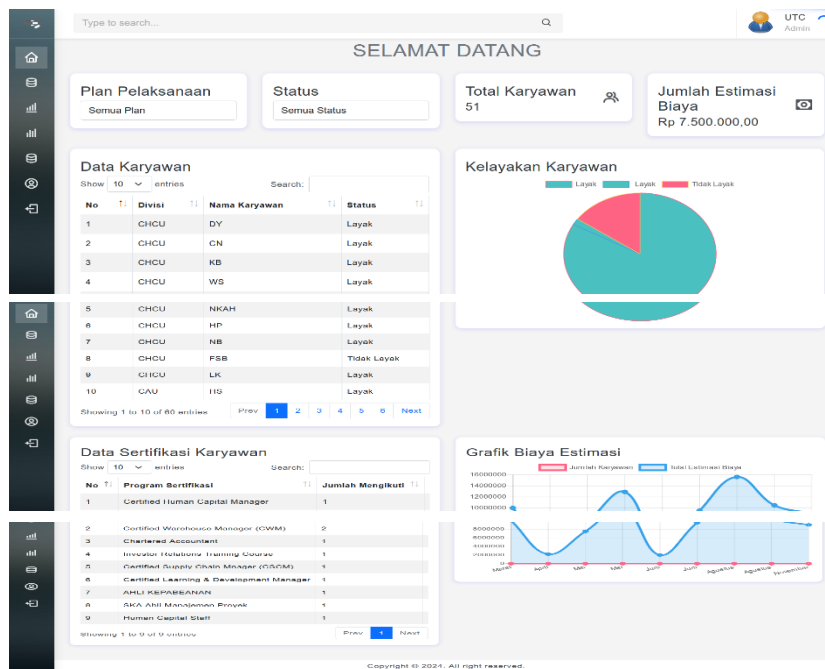 Type to search...
UTC
Admin
SELAMAT DATANG
Plan Pelaksanaan
Semua Plan
Status
Semua Status
Total Karyawan
51
Jumlah Estimasi
Biaya
Rp 7.500.000,00
Data Karyawan
Show 10 entries Search:
No Divisi Nama Karyawan Status
1 CHCU DY Layak
2 CHCU CN Layak
3 CHCU KB Layak
4 CHCU WS Layak
5 CHCU NKAH Layak
6 CHCU HP Layak
7 CHCU NB Layak
8 CHCU FSB Tidak Layak
9 CHCU LK Layak
10 CAU HS Layak
Showing 1 to 10 of 60 entries Prev 1 2 3 4 5 6 Next
Kelayakan Karyawan
Layak Layak Tidak Layak
Data Sertifikasi Karyawan
Show 10 entries Search:
No Program Sertifikasi Jumlah Mengikuti
1 Certified Human Capital Manager 1
2 Certified Warehouse Manager (CWM) 2
3 Chartered Accountant 1
4 Investor Relations Training Course 1
5 Certified Supply Chain Mnager (CSCM) 1
6 Certified Learning & Development Manager 1
7 AHLI KEPABEANAN 1
8 SKA Ahli Manajemen Proyek 1
9 Human Capital Staff 1
Showing 1 to 9 of 9 entries Prev 1 Next
Grafik Biaya Estimasi
Jumlah Karyawan Total Estimasi Biaya
16000000
14000000
12000000
10000000
8000000
6000000
4000000
2000000
0
Maret April Mei Mei Juni Juni Agustus Agustus November
Copyright © 2024. All right reserved.